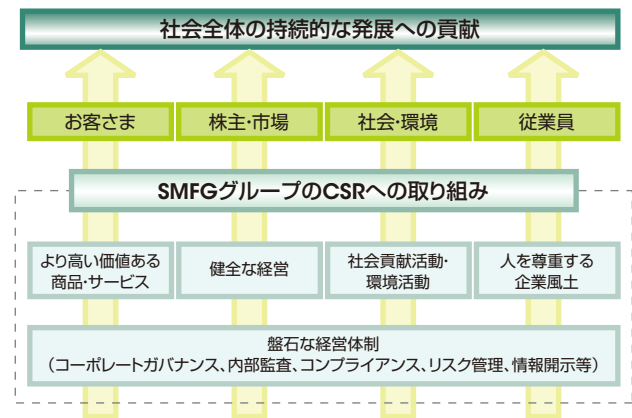 社会全体の持続的な発展への貢献
お客さま
株主・市場
社会・環境
従業員
SMFGグループのCSRへの取り組み
より高い価値ある
商品・サービス
健全な経営
社会貢献活動・
環境活動
人を尊重する
企業風土
盤石な経営体制
（コーポレートガバナンス、内部監査、コンプライアンス、リスク管理、情報開示等）